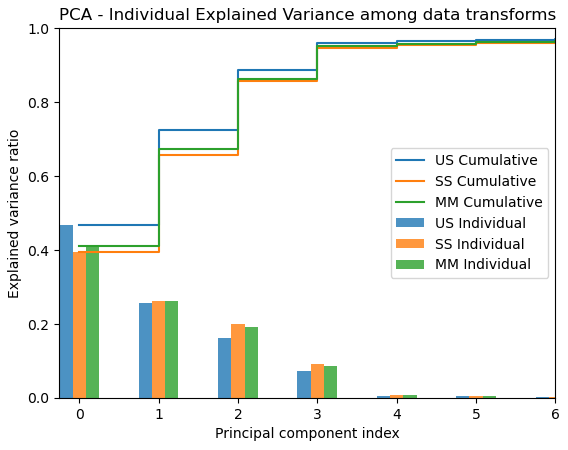 PCA - Individual Explained Variance among data transforms
1.0
0.8
0.6
0.4
0.2
0.0
Explained variance ratio
US Cumulative
SS Cumulative
MM Cumulative
US Individual
SS Individual
MM Individual
0 1 2 3 4 5 6
Principal component index